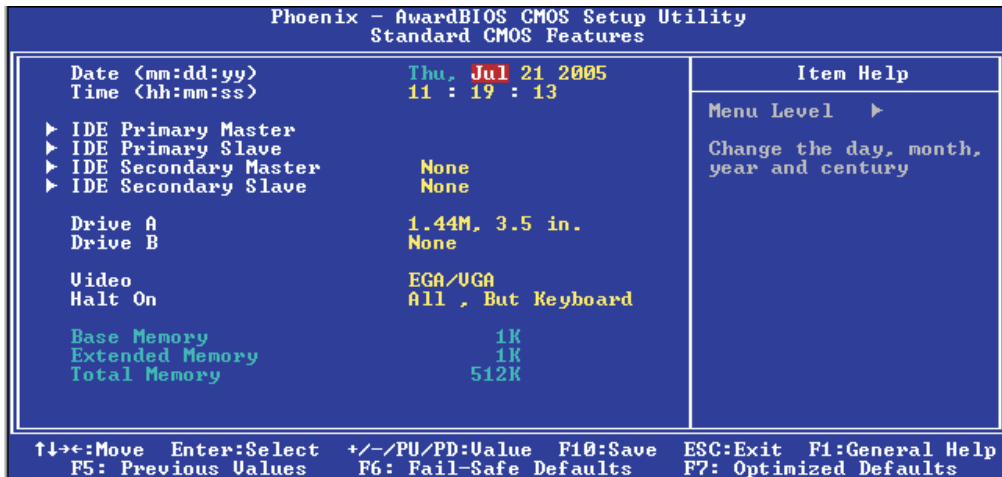 Phoenix - AwardBIOS CMOS Setup Utility
Standard CMOS Features
Date (mm:dd:yy) Thu, Jul 21 2005
Time (hh:mm:ss) 11 : 19 : 13
► IDE Primary Master
► IDE Primary Slave
► IDE Secondary Master None
► IDE Secondary Slave None
Drive A 1.44M, 3.5 in.
Drive B None
Video EGA/VGA
Halt On All , But Keyboard
Base Memory 1K
Extended Memory 1K
Total Memory 512K
Item Help
Menu Level ►
Change the day, month,
year and century
↑↓→←:Move Enter:Select +/-/PU/PD:Value F10:Save ESC:Exit F1:General Help
F5: Previous Values F6: Fail-Safe Defaults F7: Optimized Defaults